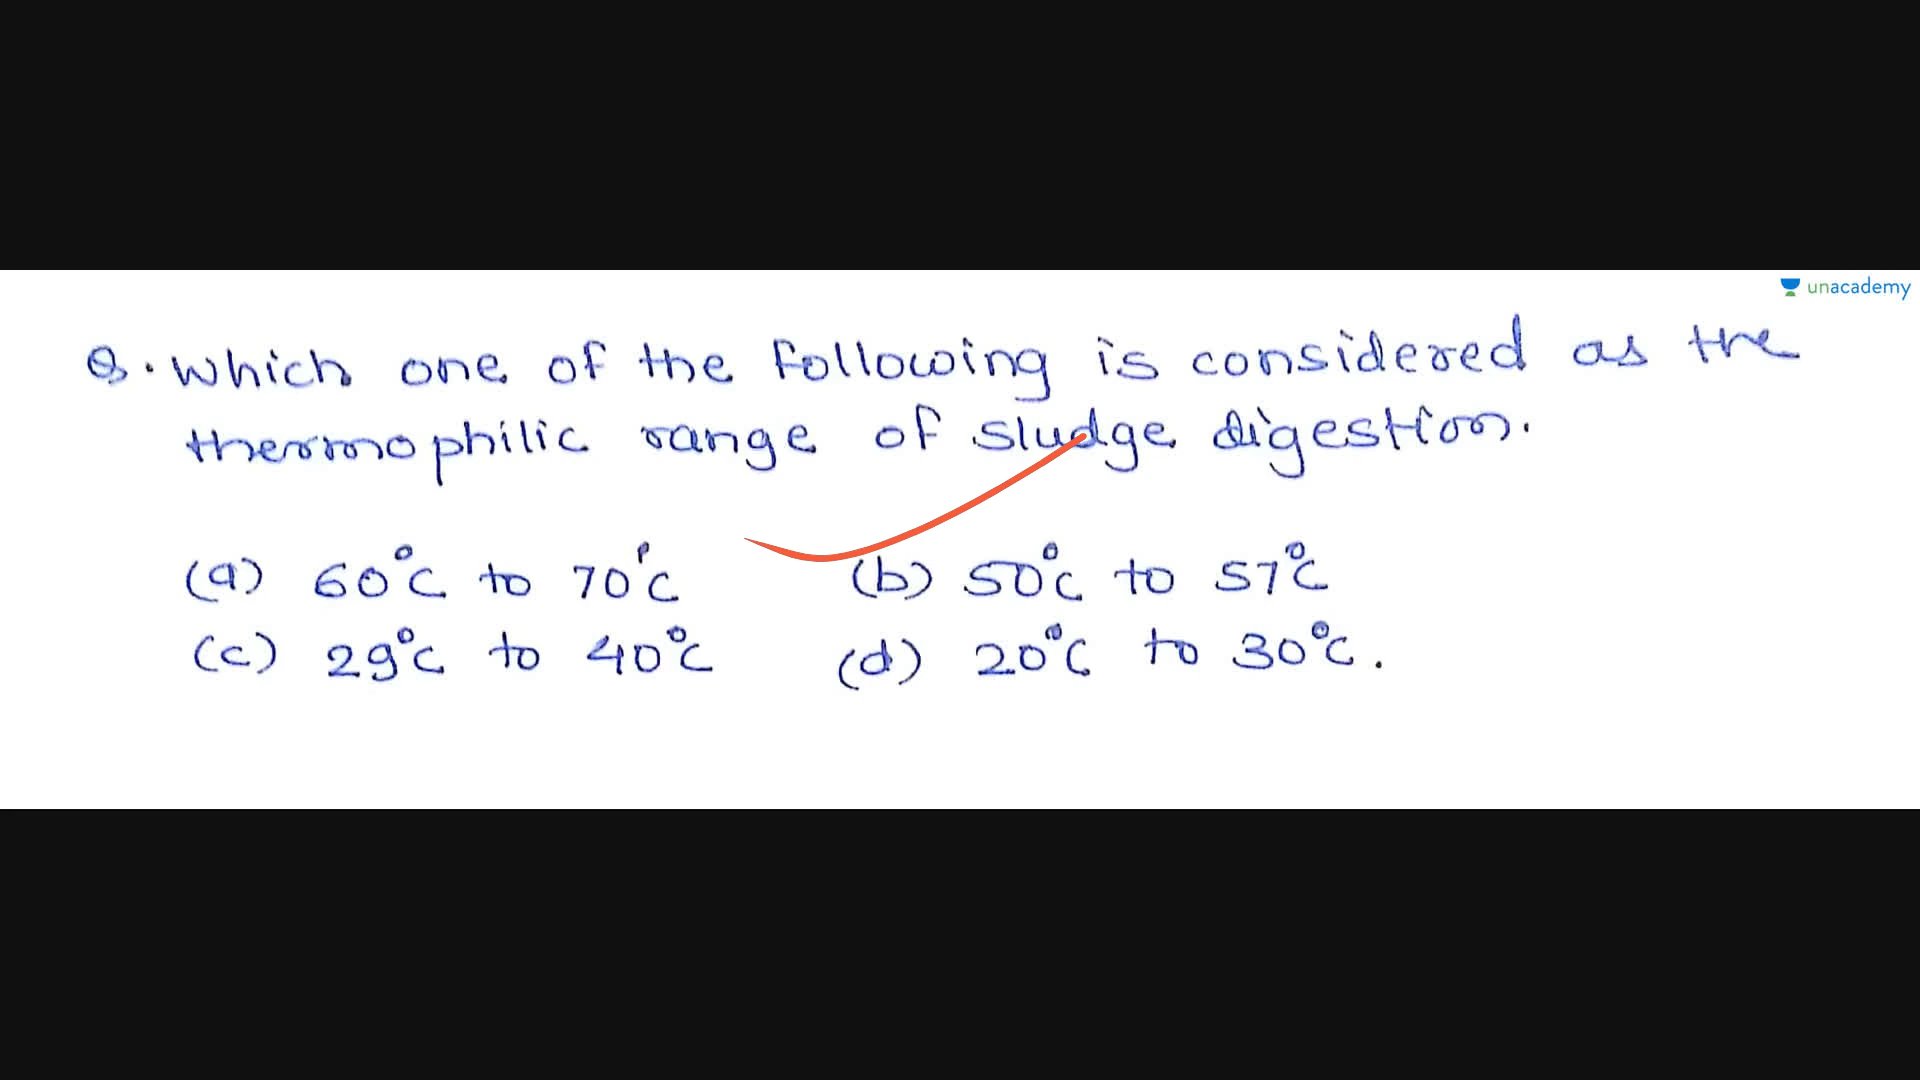 unacademy
Q. Which one of the following is considered as the
thermophilic range of sludge digestion.
(a) 60°C to 70°C (b) 50°C to 57°C
(c) 29°C to 40°C (d) 20°C to 30°C.